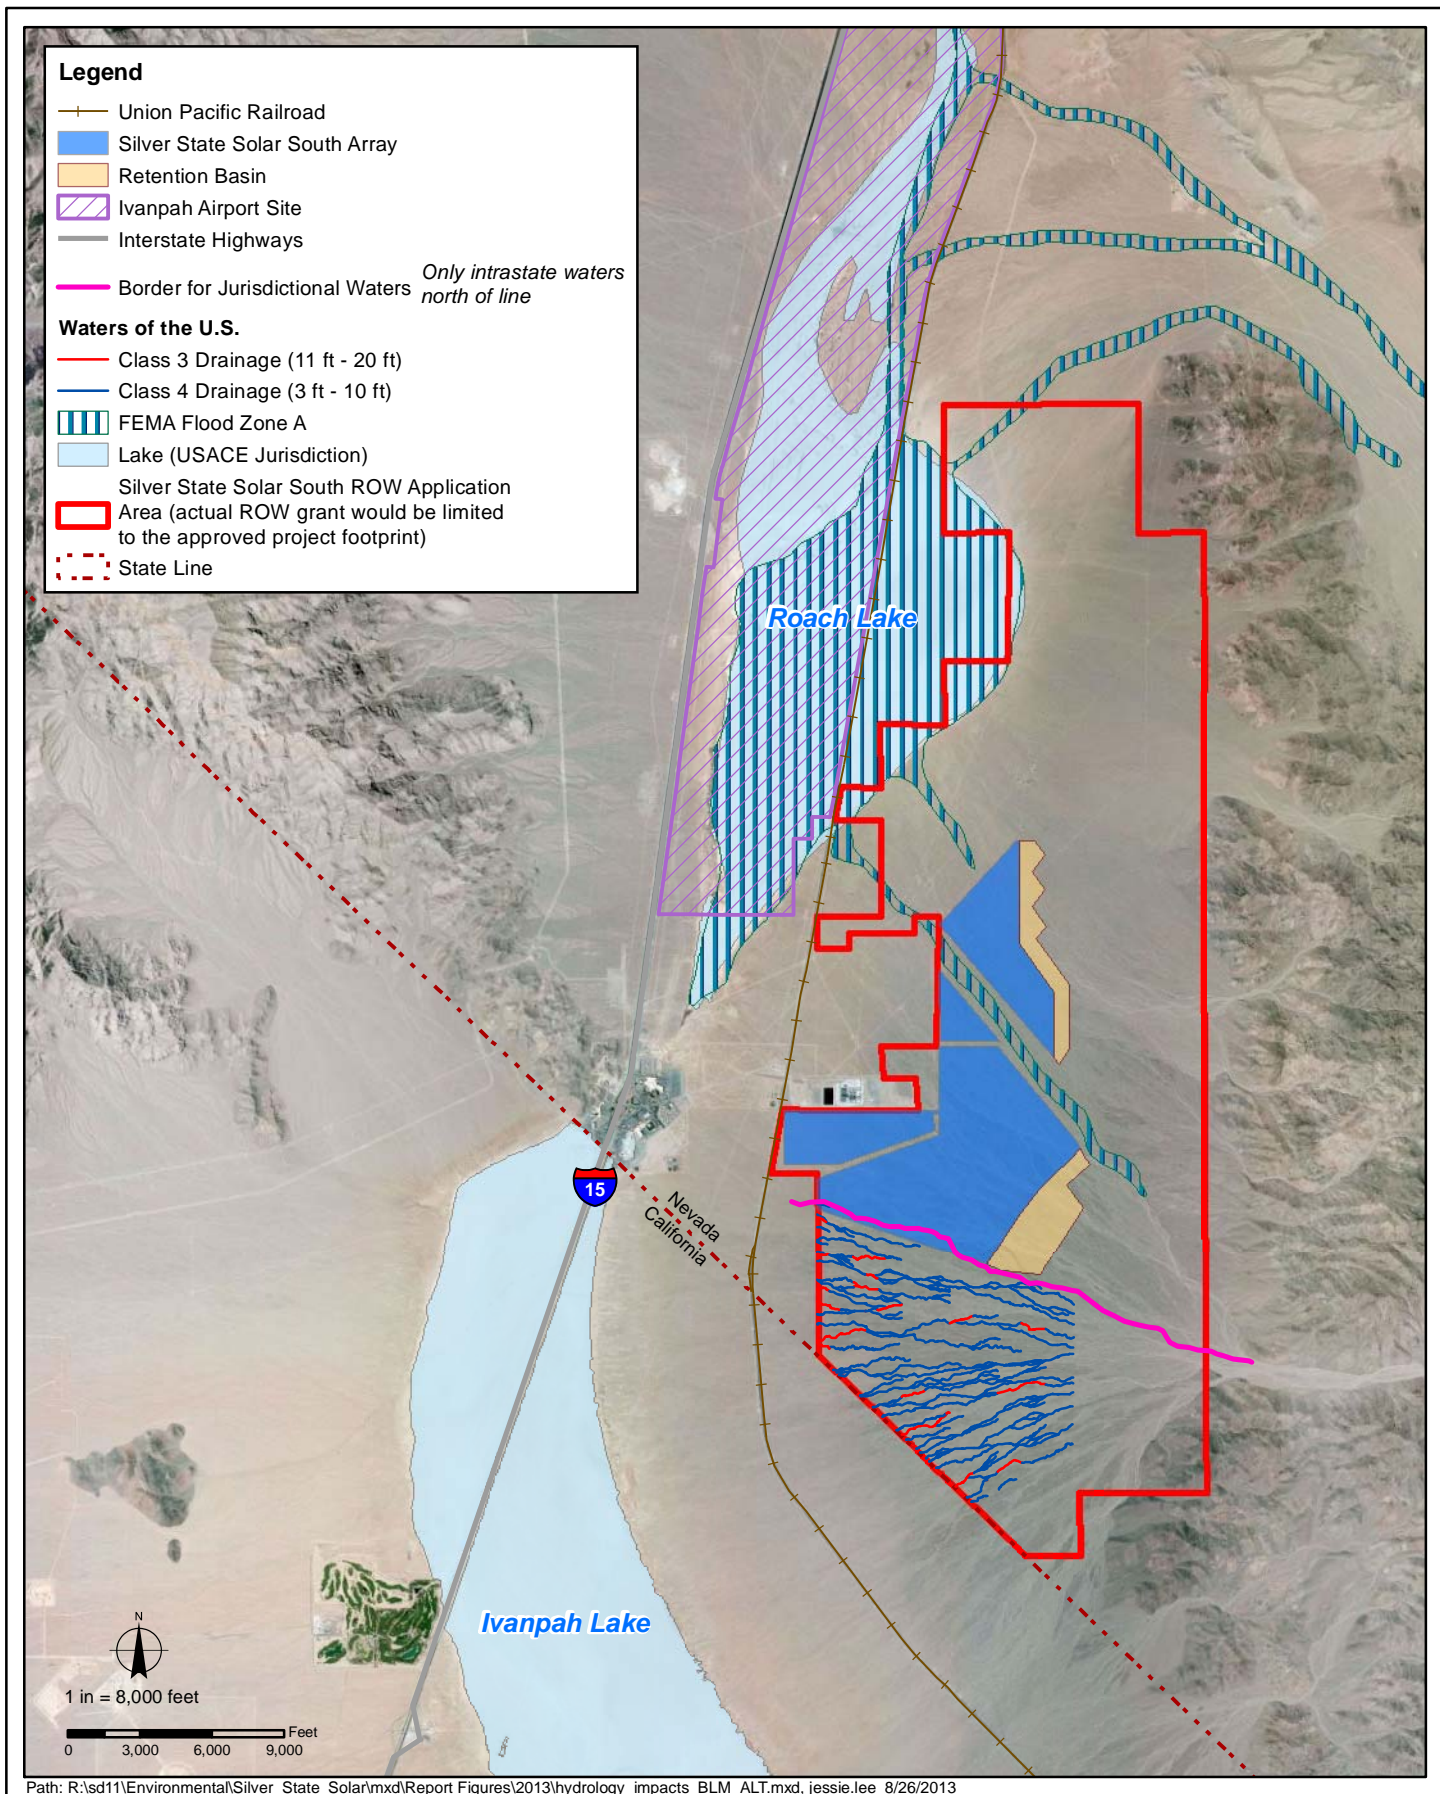 Legend
Union Pacific Railroad
Silver State Solar South Array
Retention Basin
Ivanpah Airport Site
Interstate Highways
Border for Jurisdictional Waters
Only intrastate waters
north of line
Waters of the U.S.
Class 3 Drainage (11 ft - 20 ft)
Class 4 Drainage (3 ft - 10 ft)
FEMA Flood Zone A
Lake (USACE Jurisdiction)
Silver State Solar South ROW Application
Area (actual ROW grant would be limited
to the approved project footprint)
State Line
Roach Lake
15
Nevada
California
Ivanpah Lake
N
1 in = 8,000 feet
Feet
0 3,000 6,000 9,000
Path: R:\sd11\Environmental\Silver_State_Solar\mxd\Report Figures\2013\hydrology_impacts_BLM_ALT.mxd, jessie.lee 8/26/2013